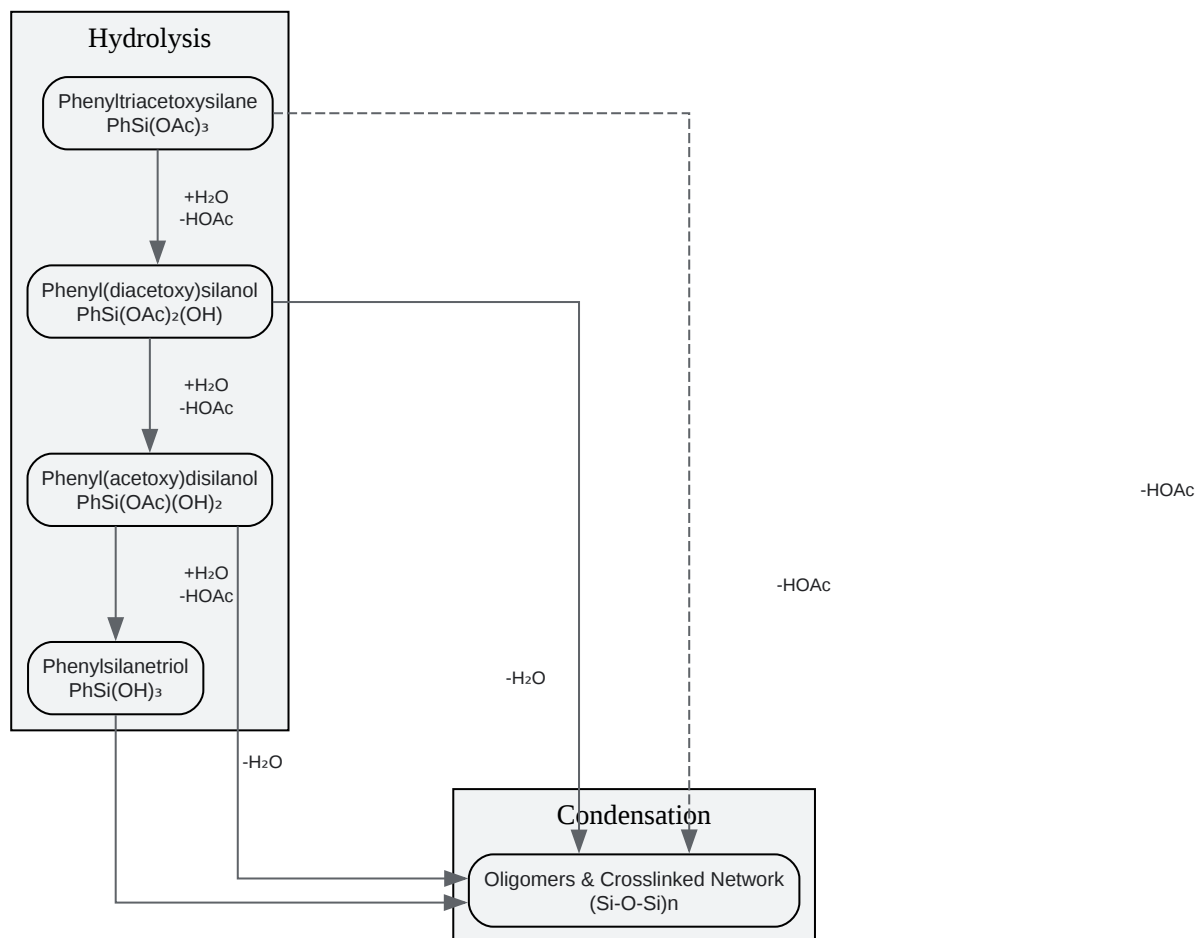 Hydrolysis
Phenyltriacetoxysilane
PhSi(OAc)₃
+H₂O
-HOAc
Phenyl(diacetoxy)silanol
PhSi(OAc)₂(OH)
+H₂O
-HOAc
Phenyl(acetoxy)disilanol
PhSi(OAc)(OH)₂
-HOAc
+H₂O
-HOAc
-HOAc
Phenylsilanetriol
PhSi(OH)₃
-H₂O
-H₂O
Condensation
Oligomers & Crosslinked Network
(Si-O-Si)n